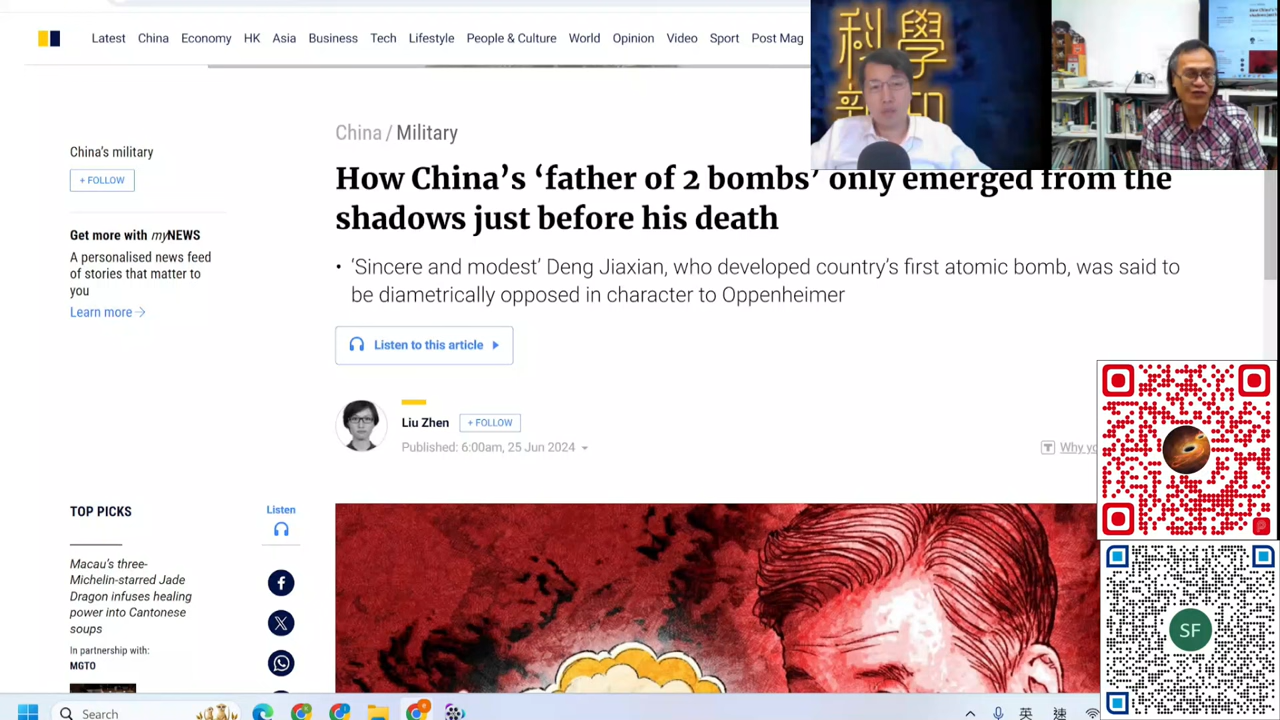 Latest China Economy HK Asia Business Tech Lifestyle People & Culture World Opinion Video Sport Post Mag
科學
China / Military
China's military
+ FOLLOW
How China's ‘father of 2 bombs’ only emerged from the
shadows just before his death
Get more with myNEWS
A personalised news feed
of stories that matter to
you
Learn more
• ‘Sincere and modest’ Deng Jiaxian, who developed country's first atomic bomb, was said to
be diametrically opposed in character to Oppenheimer
Listen to this article
Liu Zhen + FOLLOW
Published: 6:00am, 25 Jun 2024
Why yo
TOP PICKS
Listen
Macau's three-
Michelin-starred Jade
Dragon infuses healing
power into Cantonese
soups
In partnership with:
MGTO
SF
Search
英 速